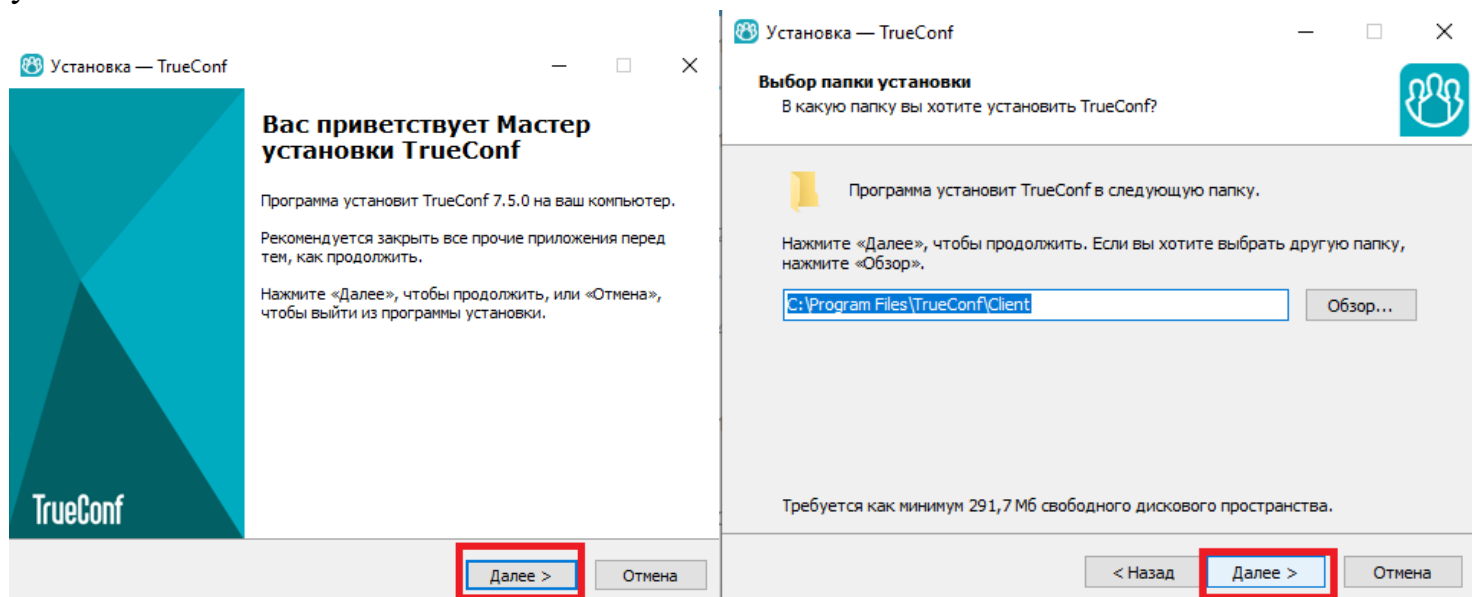 Установка — TrueConf
Вас приветствует Мастер
установки TrueConf
Программа установит TrueConf 7.5.0 на ваш компьютер.
Рекомендуется закрыть все прочие приложения перед
тем, как продолжить.
Нажмите «Далее», чтобы продолжить, или «Отмена»,
чтобы выйти из программы установки.
TrueConf
Далее >
Отмена
Установка — TrueConf
Выбор папки установки
В какую папку вы хотите установить TrueConf?
Программа установит TrueConf в следующую папку.
Нажмите «Далее», чтобы продолжить. Если вы хотите выбрать другую папку,
нажмите «Обзор».
C:\Program Files\TrueConf\Client
Обзор...
Требуется как минимум 291,7 Мб свободного дискового пространства.
< Назад
Далее >
Отмена